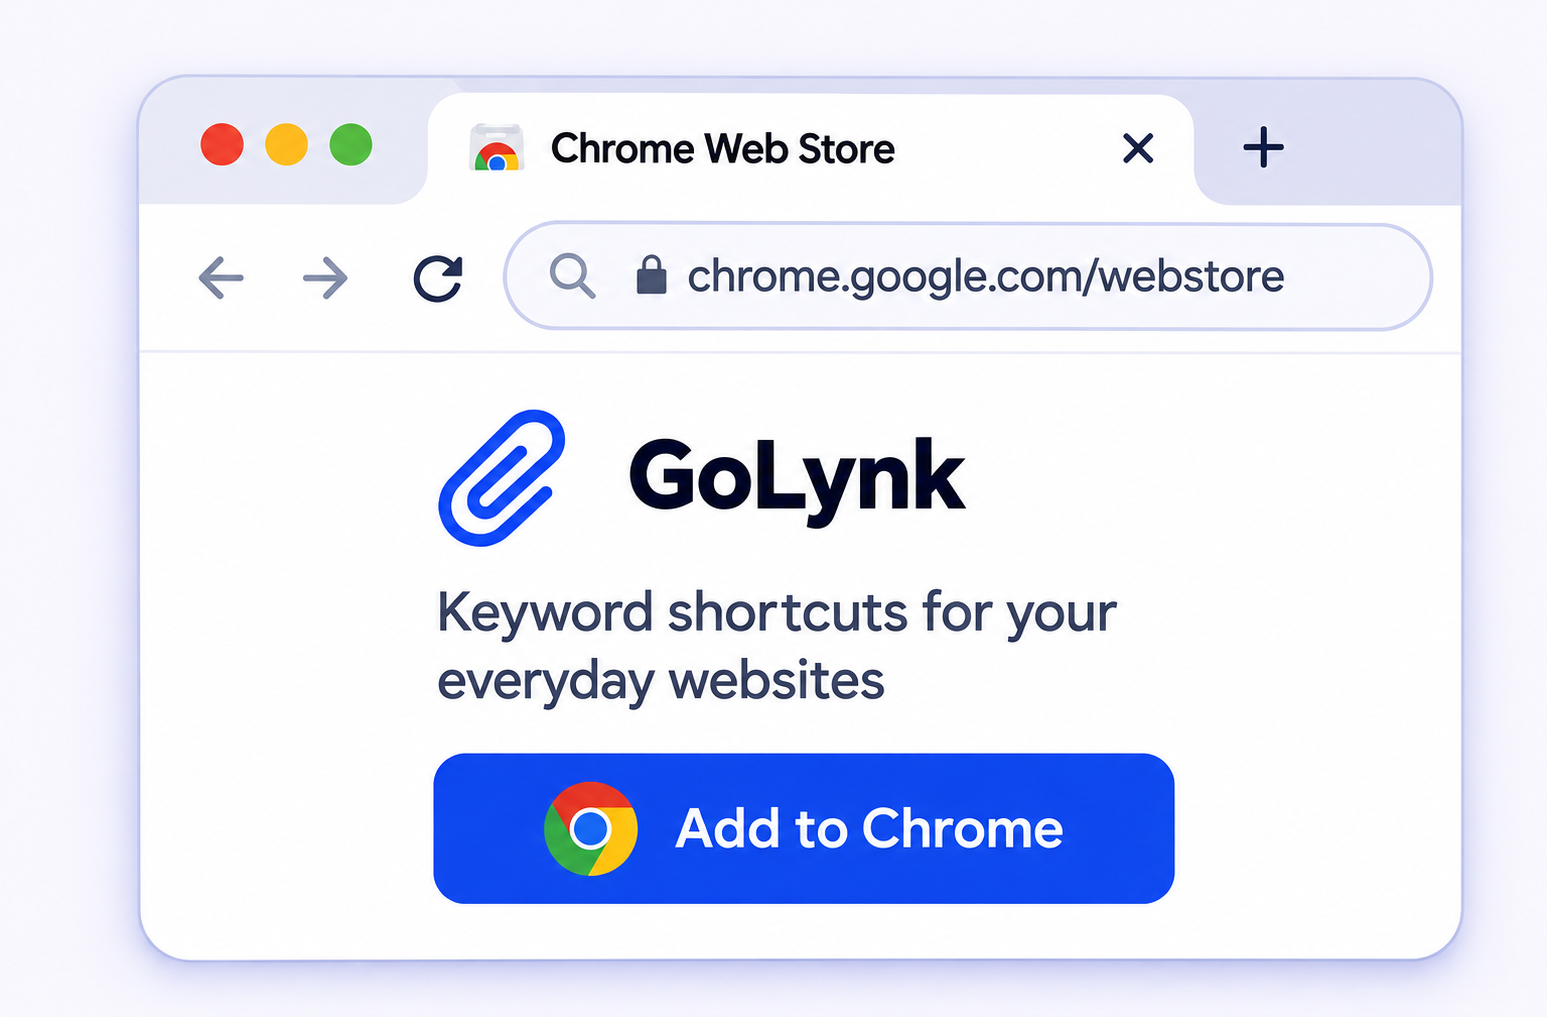 Chrome Web Store
chrome.google.com/webstore
GoLynk
Keyword shortcuts for your
everyday websites
Add to Chrome